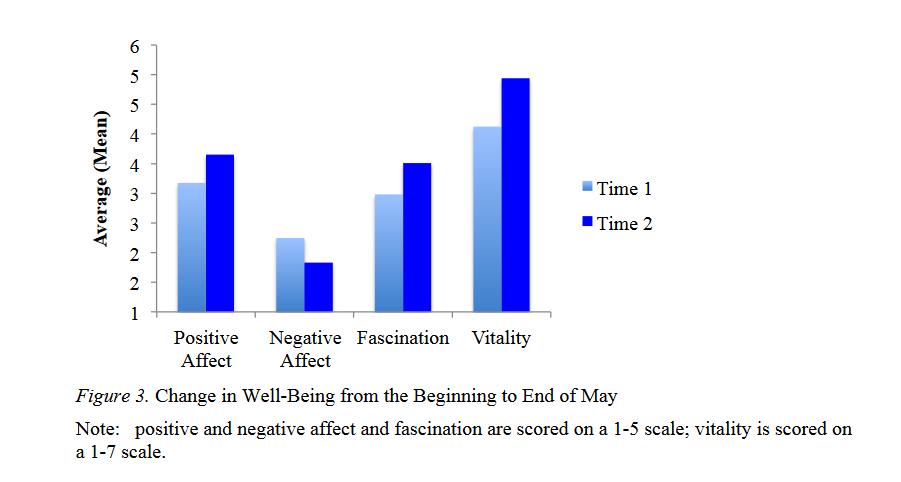 6
5
5
4
4
3
3
2
2
1
Average (Mean)
Positive Affect
Negative Affect
Fascination
Vitality
Time 1
Time 2
Figure 3. Change in Well-Being from the Beginning to End of May
Note: positive and negative affect and fascination are scored on a 1-5 scale; vitality is scored on
a 1-7 scale.